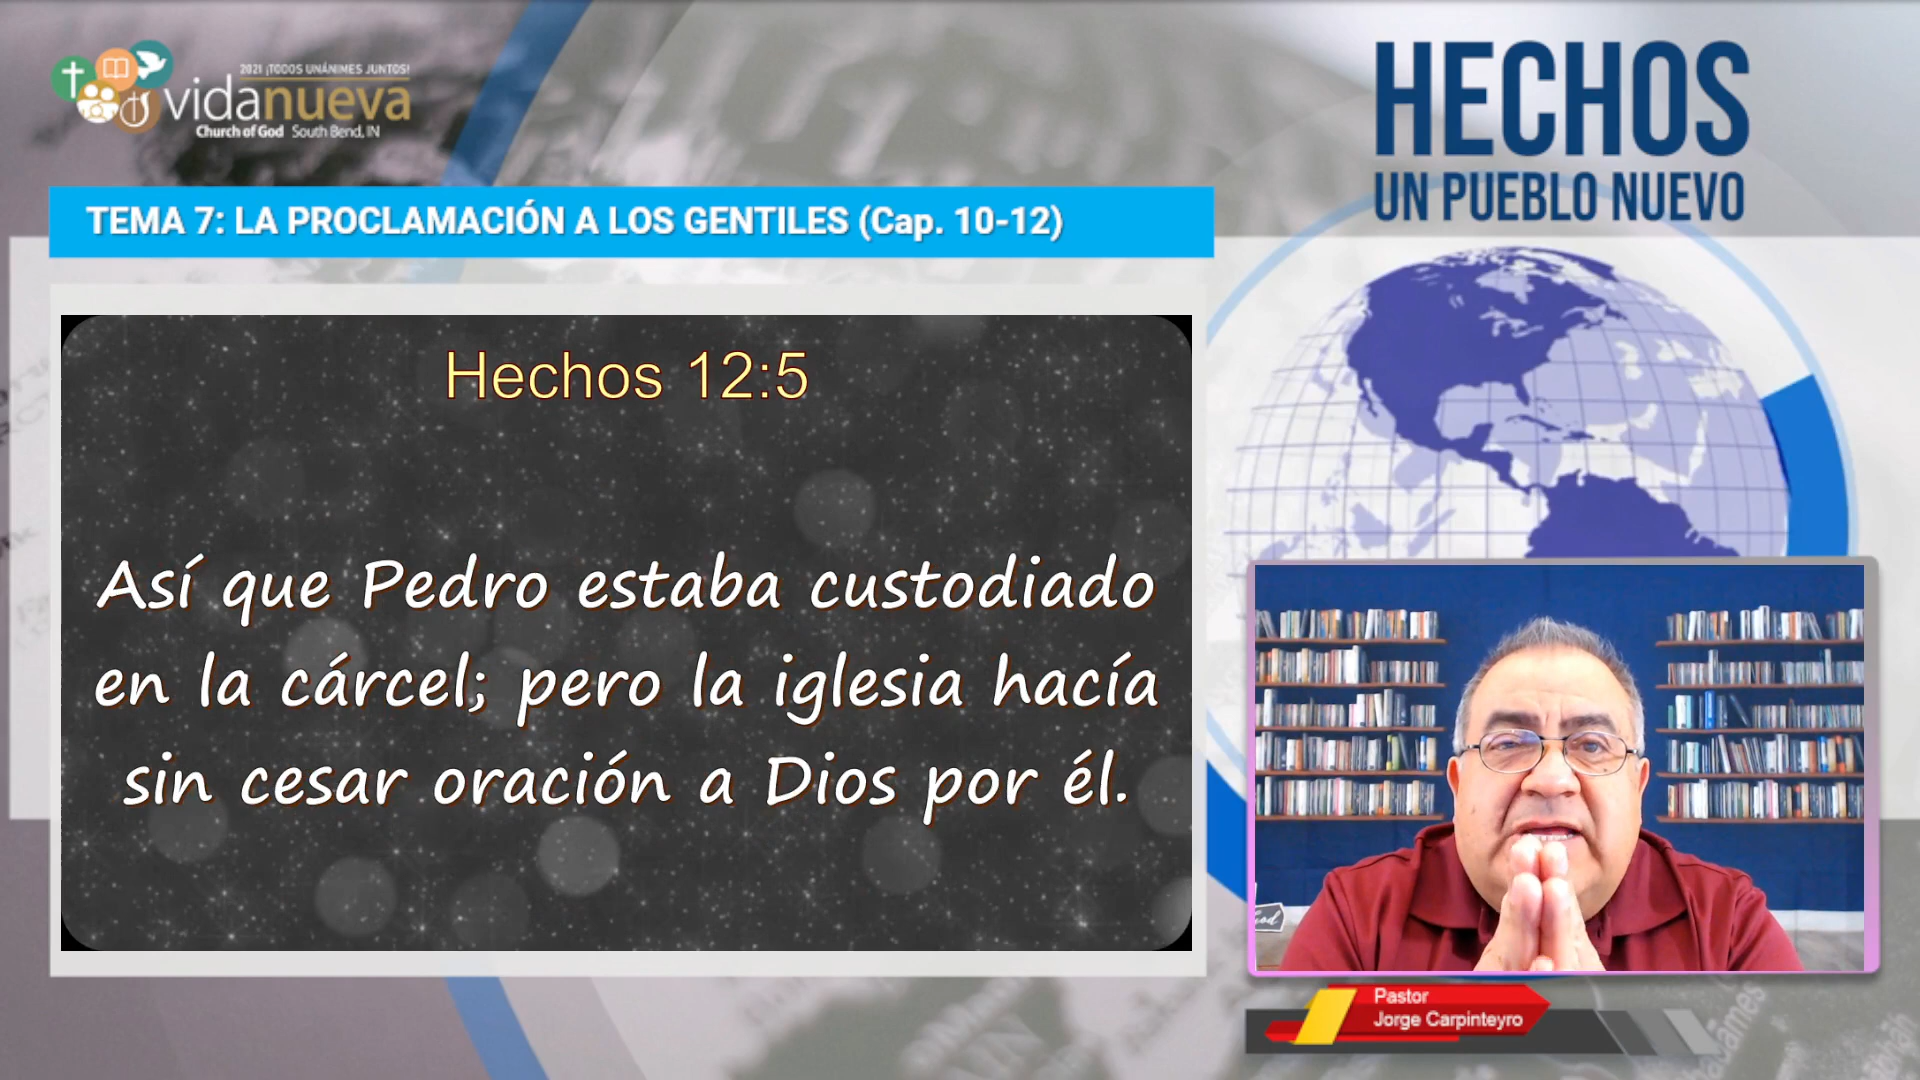 2021 ¡TODOS UNÁNIMES JUNTOS!
vidanueva
Church of God South Bend, IN
HECHOS
UN PUEBLO NUEVO
TEMA 7: LA PROCLAMACIÓN A LOS GENTILES (Cap. 10-12)
Hechos 12:5
Así que Pedro estaba custodiado
en la cárcel; pero la iglesia hacía
sin cesar oración a Dios por él.
Pastor
Jorge Carpinteyro